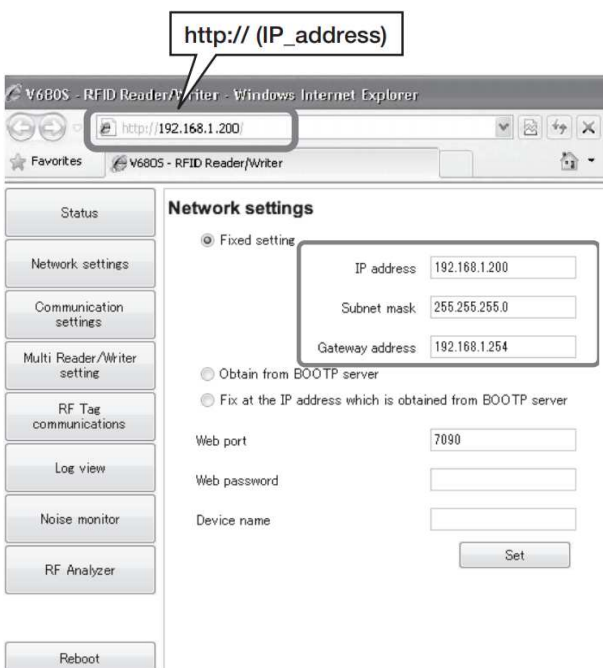 http:// (IP_address)
V680S - RFID Reader/Writer - Windows Internet Explorer
http://192.168.1.200/
Favorites
V680S - RFID Reader/Writer
Status
Network settings
Communication
settings
Multi Reader/Writer
setting
RF Tag
communications
Log view
Noise monitor
RF Analyzer
Reboot
Network settings
Fixed setting
IP address 192.168.1.200
Subnet mask 255.255.255.0
Gateway address 192.168.1.254
Obtain from BOOTP server
Fix at the IP address which is obtained from BOOTP server
Web port 7090
Web password
Device name
Set